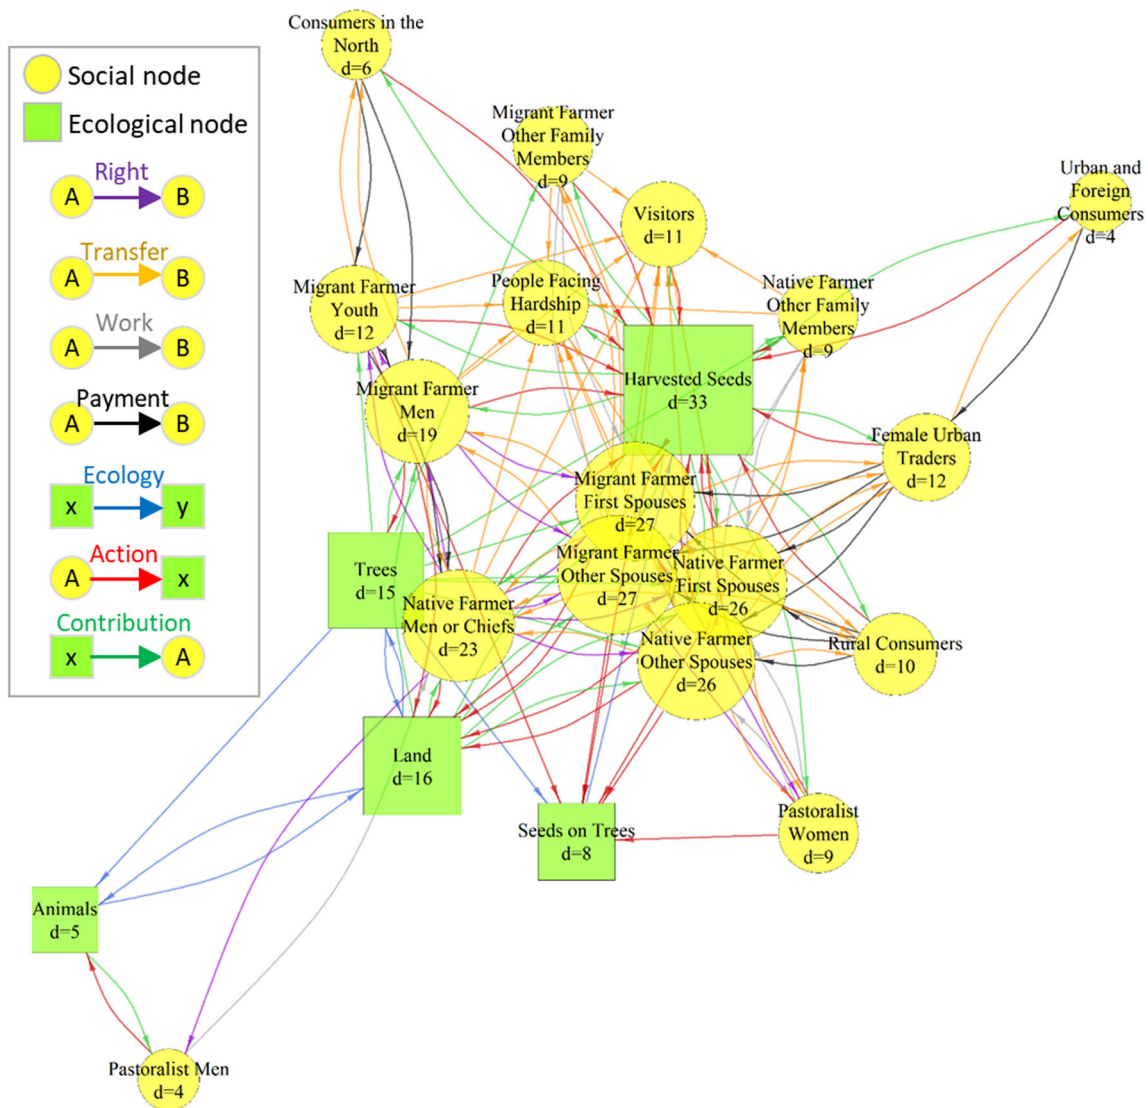 Social node
Ecological node
Right
A
B
Transfer
A
B
Work
A
B
Payment
A
B
Ecology
x
y
Action
A
x
Contribution
x
A
Consumers in the
North
d=6
Migrant Farmer
Other Family
Members
d=9
Visitors
d=11
Urban and
Foreign
Consumers
d=4
Migrant Farmer
Youth
d=12
People Facing
Hardship
d=11
Native Farmer
Other Family
Members
d=9
Migrant Farmer
Men
d=19
Harvested Seeds
d=33
Female Urban
Traders
d=12
Migrant Farmer
First Spouses
d=27
Trees
d=15
Migrant Farmer
Other Spouses
d=27
Native Farmer
First Spouses
d=26
Native Farmer
Men or Chiefs
d=23
Native Farmer
Other Spouses
d=26
Rural Consumers
d=10
Land
d=16
Seeds on Trees
d=8
Pastoralist
Women
d=9
Animals
d=5
Pastoralist Men
d=4